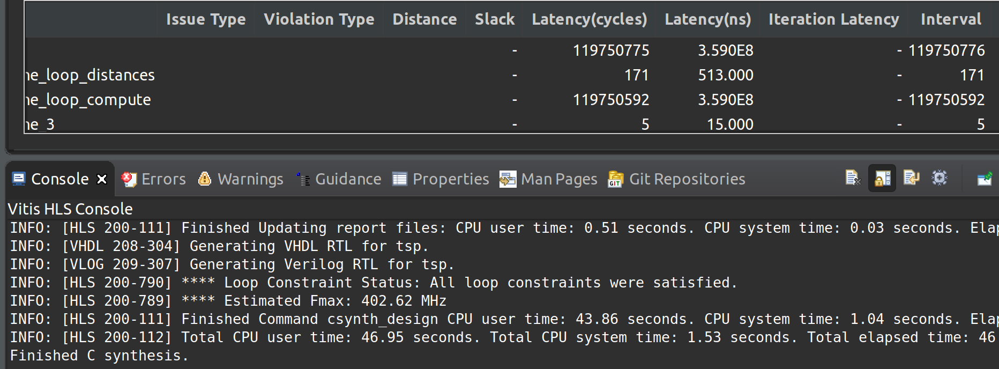 Issue Type Violation Type Distance Slack Latency(cycles) Latency(ns) Iteration Latency Interval
- 119750775 3.590E8 - 119750776
ne_loop_distances - 171 513.000 - 171
ne_loop_compute - 119750592 3.590E8 - 119750592
ne_3 - 5 15.000 - 5
Console Errors Warnings Guidance Properties Man Pages GIT Git Repositories
Vitis HLS Console
INFO: [HLS 200-111] Finished Updating report files: CPU user time: 0.51 seconds. CPU system time: 0.03 seconds. Elap
INFO: [VHDL 208-304] Generating VHDL RTL for tsp.
INFO: [VLOG 209-307] Generating Verilog RTL for tsp.
INFO: [HLS 200-790] **** Loop Constraint Status: All loop constraints were satisfied.
INFO: [HLS 200-789] **** Estimated Fmax: 402.62 MHz
INFO: [HLS 200-111] Finished Command csynth_design CPU user time: 43.86 seconds. CPU system time: 1.04 seconds. Elap
INFO: [HLS 200-112] Total CPU user time: 46.95 seconds. Total CPU system time: 1.53 seconds. Total elapsed time: 46
Finished C synthesis.